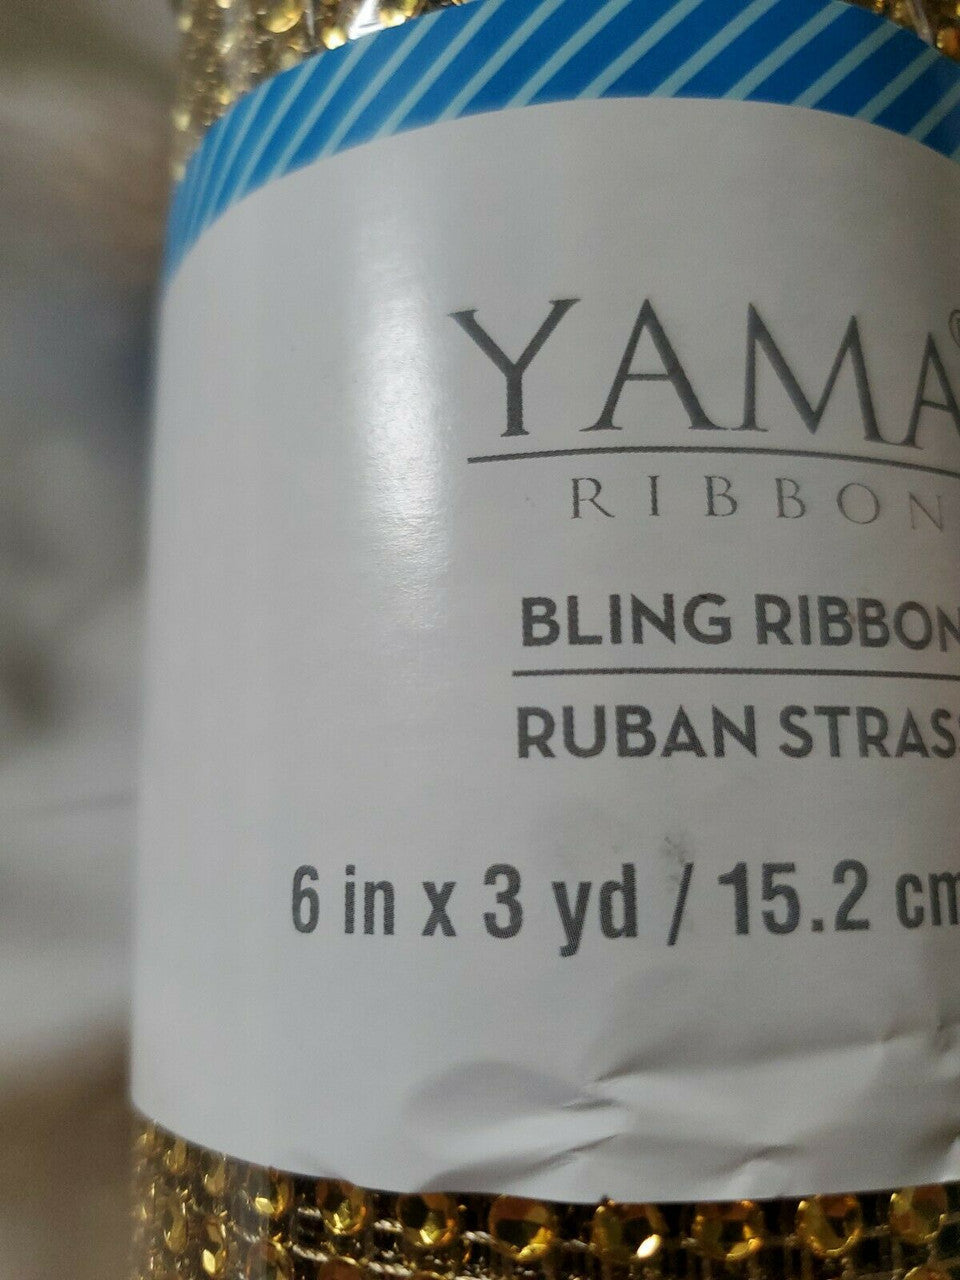 YAMA
RIBBON
BLING RIBBON
RUBAN STRASS
6 in x 3 yd / 15.2 cm